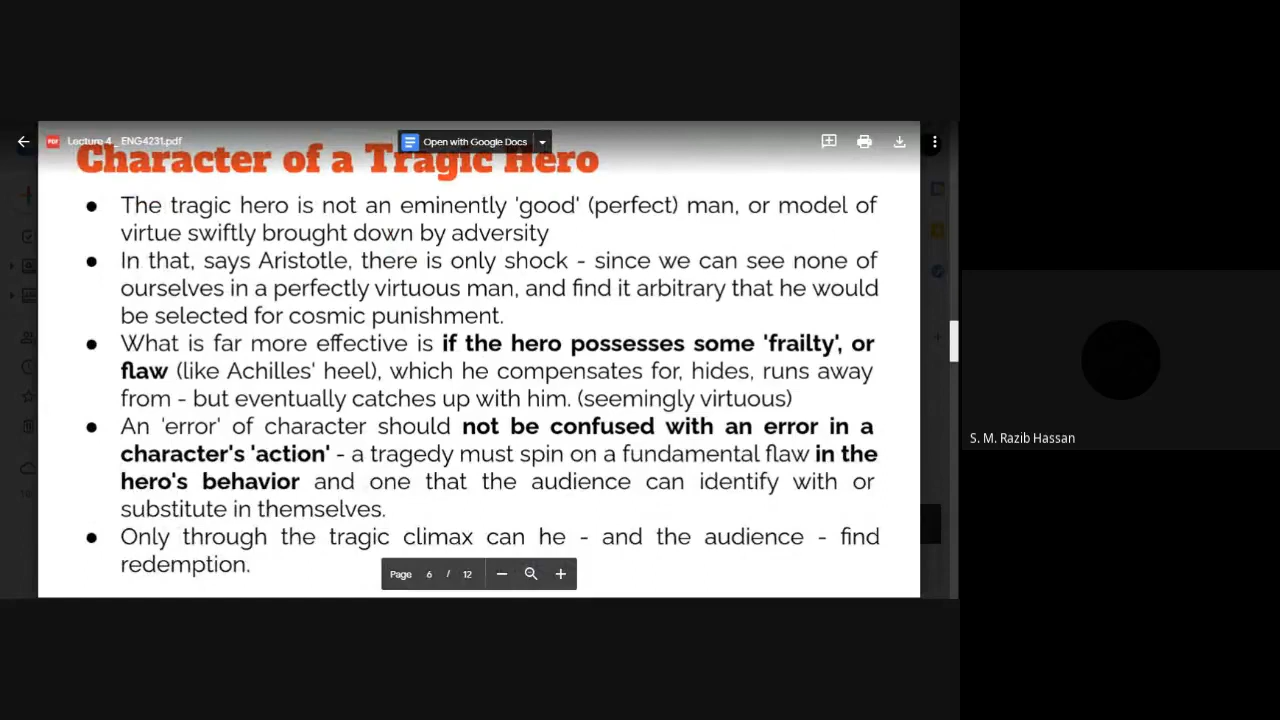 Lecture 4 _ ENG4231.pdf
Open with Google Docs
Character of a Tragic Hero
● The tragic hero is not an eminently 'good' (perfect) man, or model of
virtue swiftly brought down by adversity
● In that, says Aristotle, there is only shock - since we can see none of
ourselves in a perfectly virtuous man, and find it arbitrary that he would
be selected for cosmic punishment.
● What is far more effective is if the hero possesses some 'frailty', or
flaw (like Achilles' heel), which he compensates for, hides, runs away
from - but eventually catches up with him. (seemingly virtuous)
● An 'error' of character should not be confused with an error in a
character's 'action' - a tragedy must spin on a fundamental flaw in the
hero's behavior and one that the audience can identify with or
substitute in themselves.
● Only through the tragic climax can he - and the audience - find
redemption.
Page 6 / 12
S. M. Razib Hassan